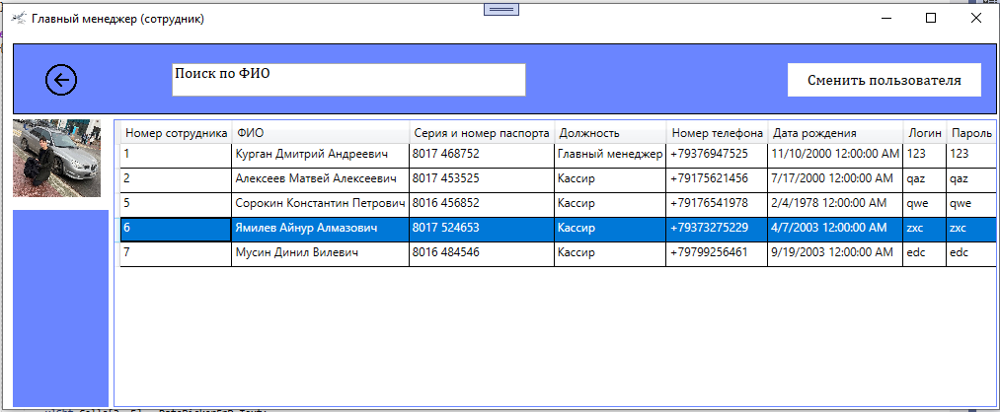 Главный менеджер (сотрудник)
Поиск по ФИО
Сменить пользователя
Номер сотрудника ФИО Серия и номер паспорта Должность Номер телефона Дата рождения Логин Пароль
1 Курган Дмитрий Андреевич 8017 468752 Главный менеджер +79376947525 11/10/2000 12:00:00 AM 123 123
2 Алексеев Матвей Алексеевич 8017 453525 Кассир +79175621456 7/17/2000 12:00:00 AM qaz qaz
5 Сорокин Константин Петрович 8016 456852 Кассир +79176541978 2/4/1978 12:00:00 AM qwe qwe
6 Ямилев Айнур Алмазович 8017 524653 Кассир +79373275229 4/7/2003 12:00:00 AM zxc zxc
7 Мусин Динил Вилевич 8016 484546 Кассир +79799256461 9/19/2003 12:00:00 AM edc edc